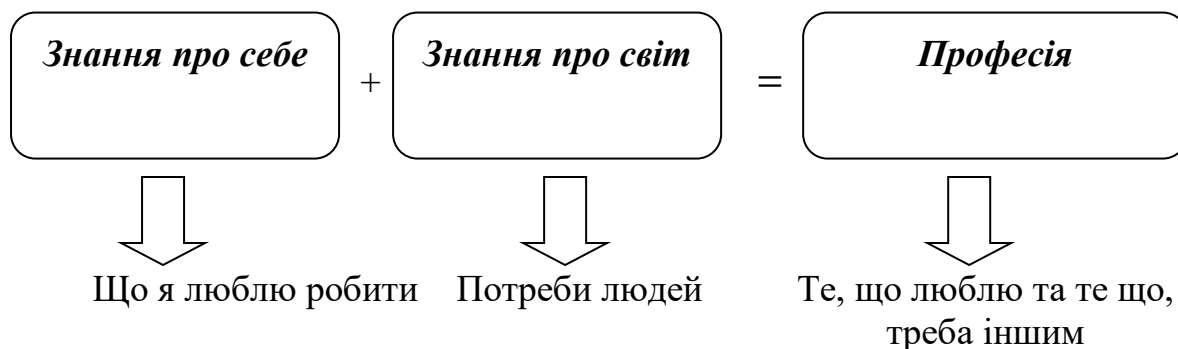 Знання про себе + Знання про світ = Професія
Що я люблю робити Потреби людей Те, що люблю та те що,
треба іншим